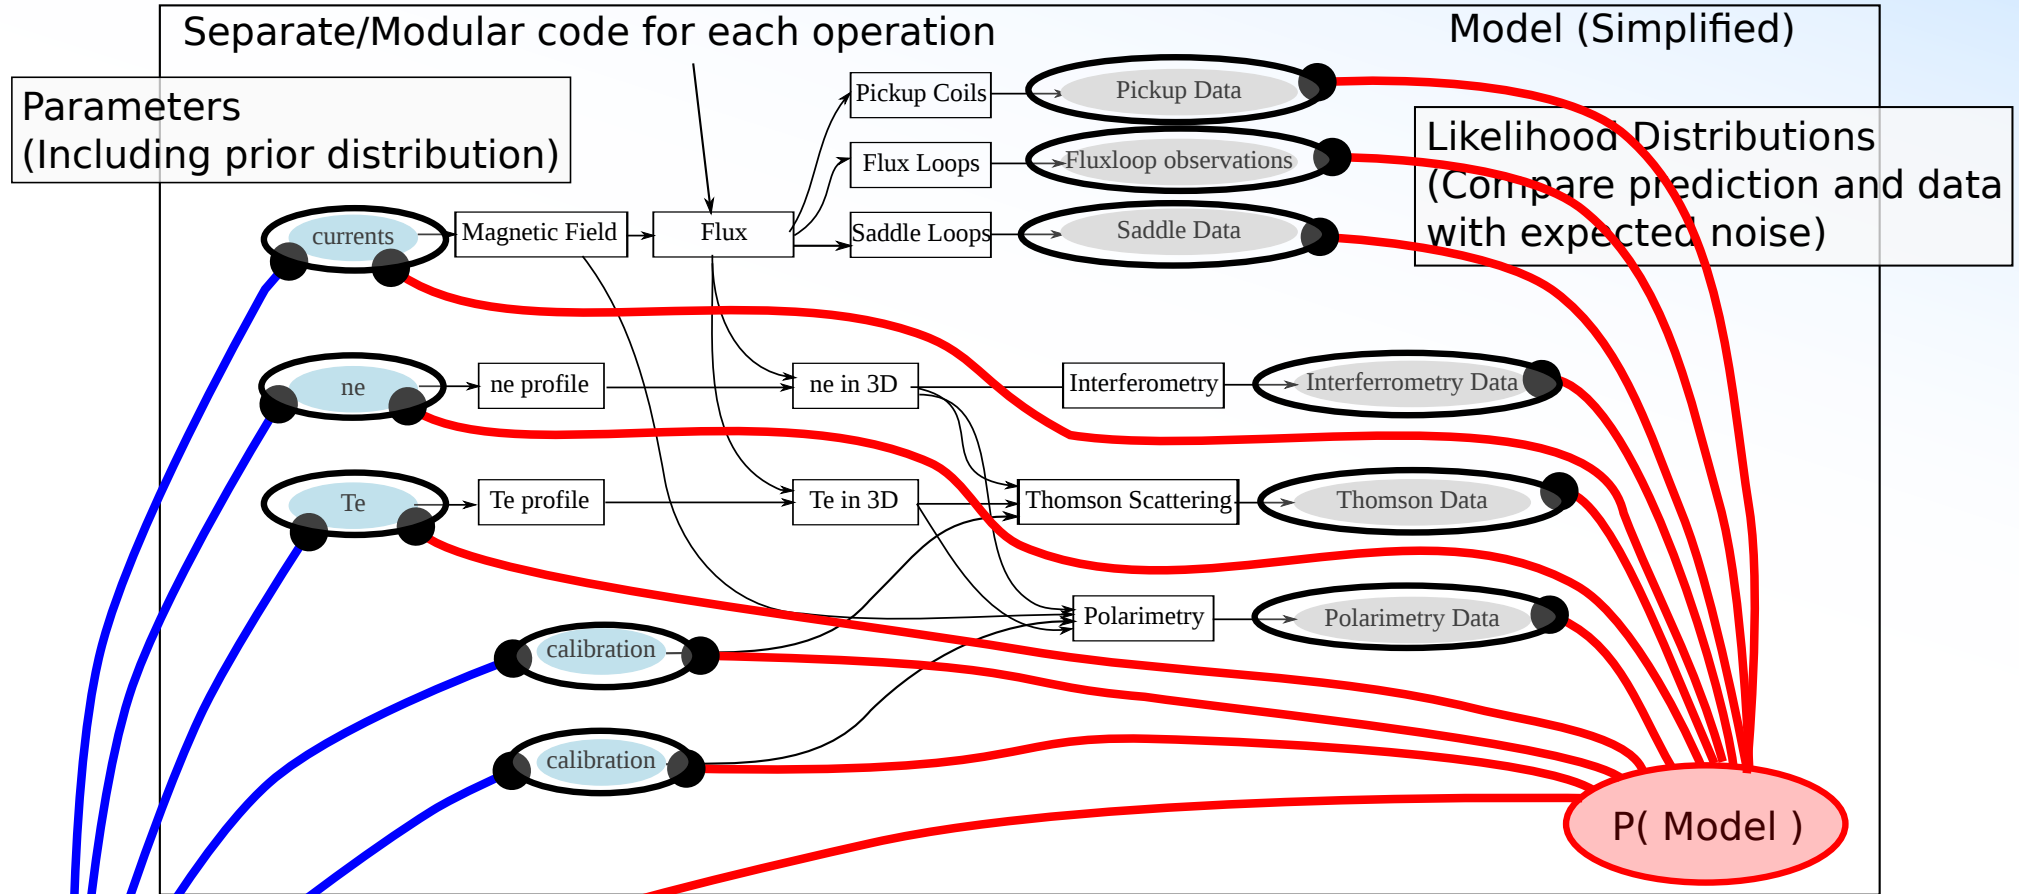 Separate/Modular code for each operation
Model (Simplified)
Parameters
(Including prior distribution)
Pickup Coils
Pickup Data
Likelihood Distributions
(Compare prediction and data
with expected noise)
Flux Loops
Fluxloop observations
currents
Magnetic Field
Flux
Saddle Loops
Saddle Data
ne
ne profile
ne in 3D
Interferometry
Interferrometry Data
Te
Te profile
Te in 3D
Thomson Scattering
Thomson Data
Polarimetry
Polarimetry Data
calibration
calibration
P( Model )